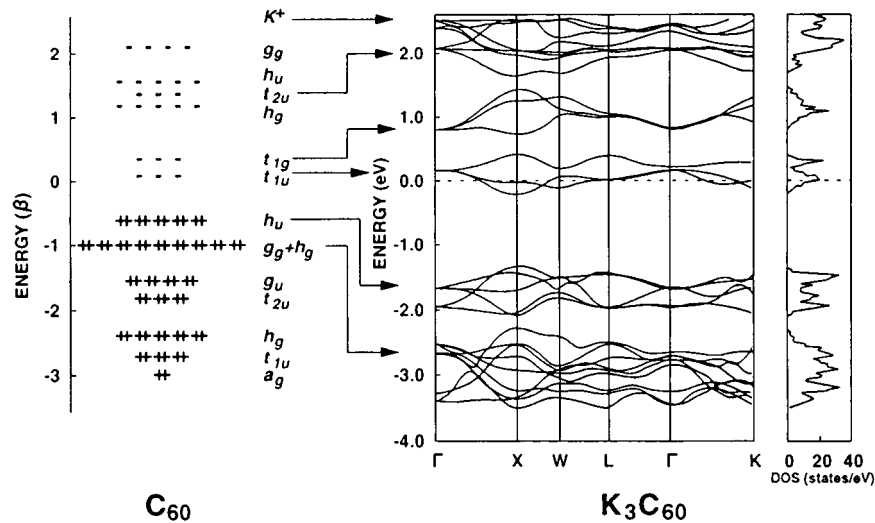 ENERGY (β)
2
1
0
-1
-2
-3
K+
gg
hu
t2u
hg
t1g
t1u
hu
gg+hg
gu
t2u
hg
t1u
ag
C60
ENERGY (eV)
2.0
1.0
0.0
-1.0
-2.0
-3.0
-4.0
Γ X W L Γ K
K3C60
0 20 40
DOS (states/eV)